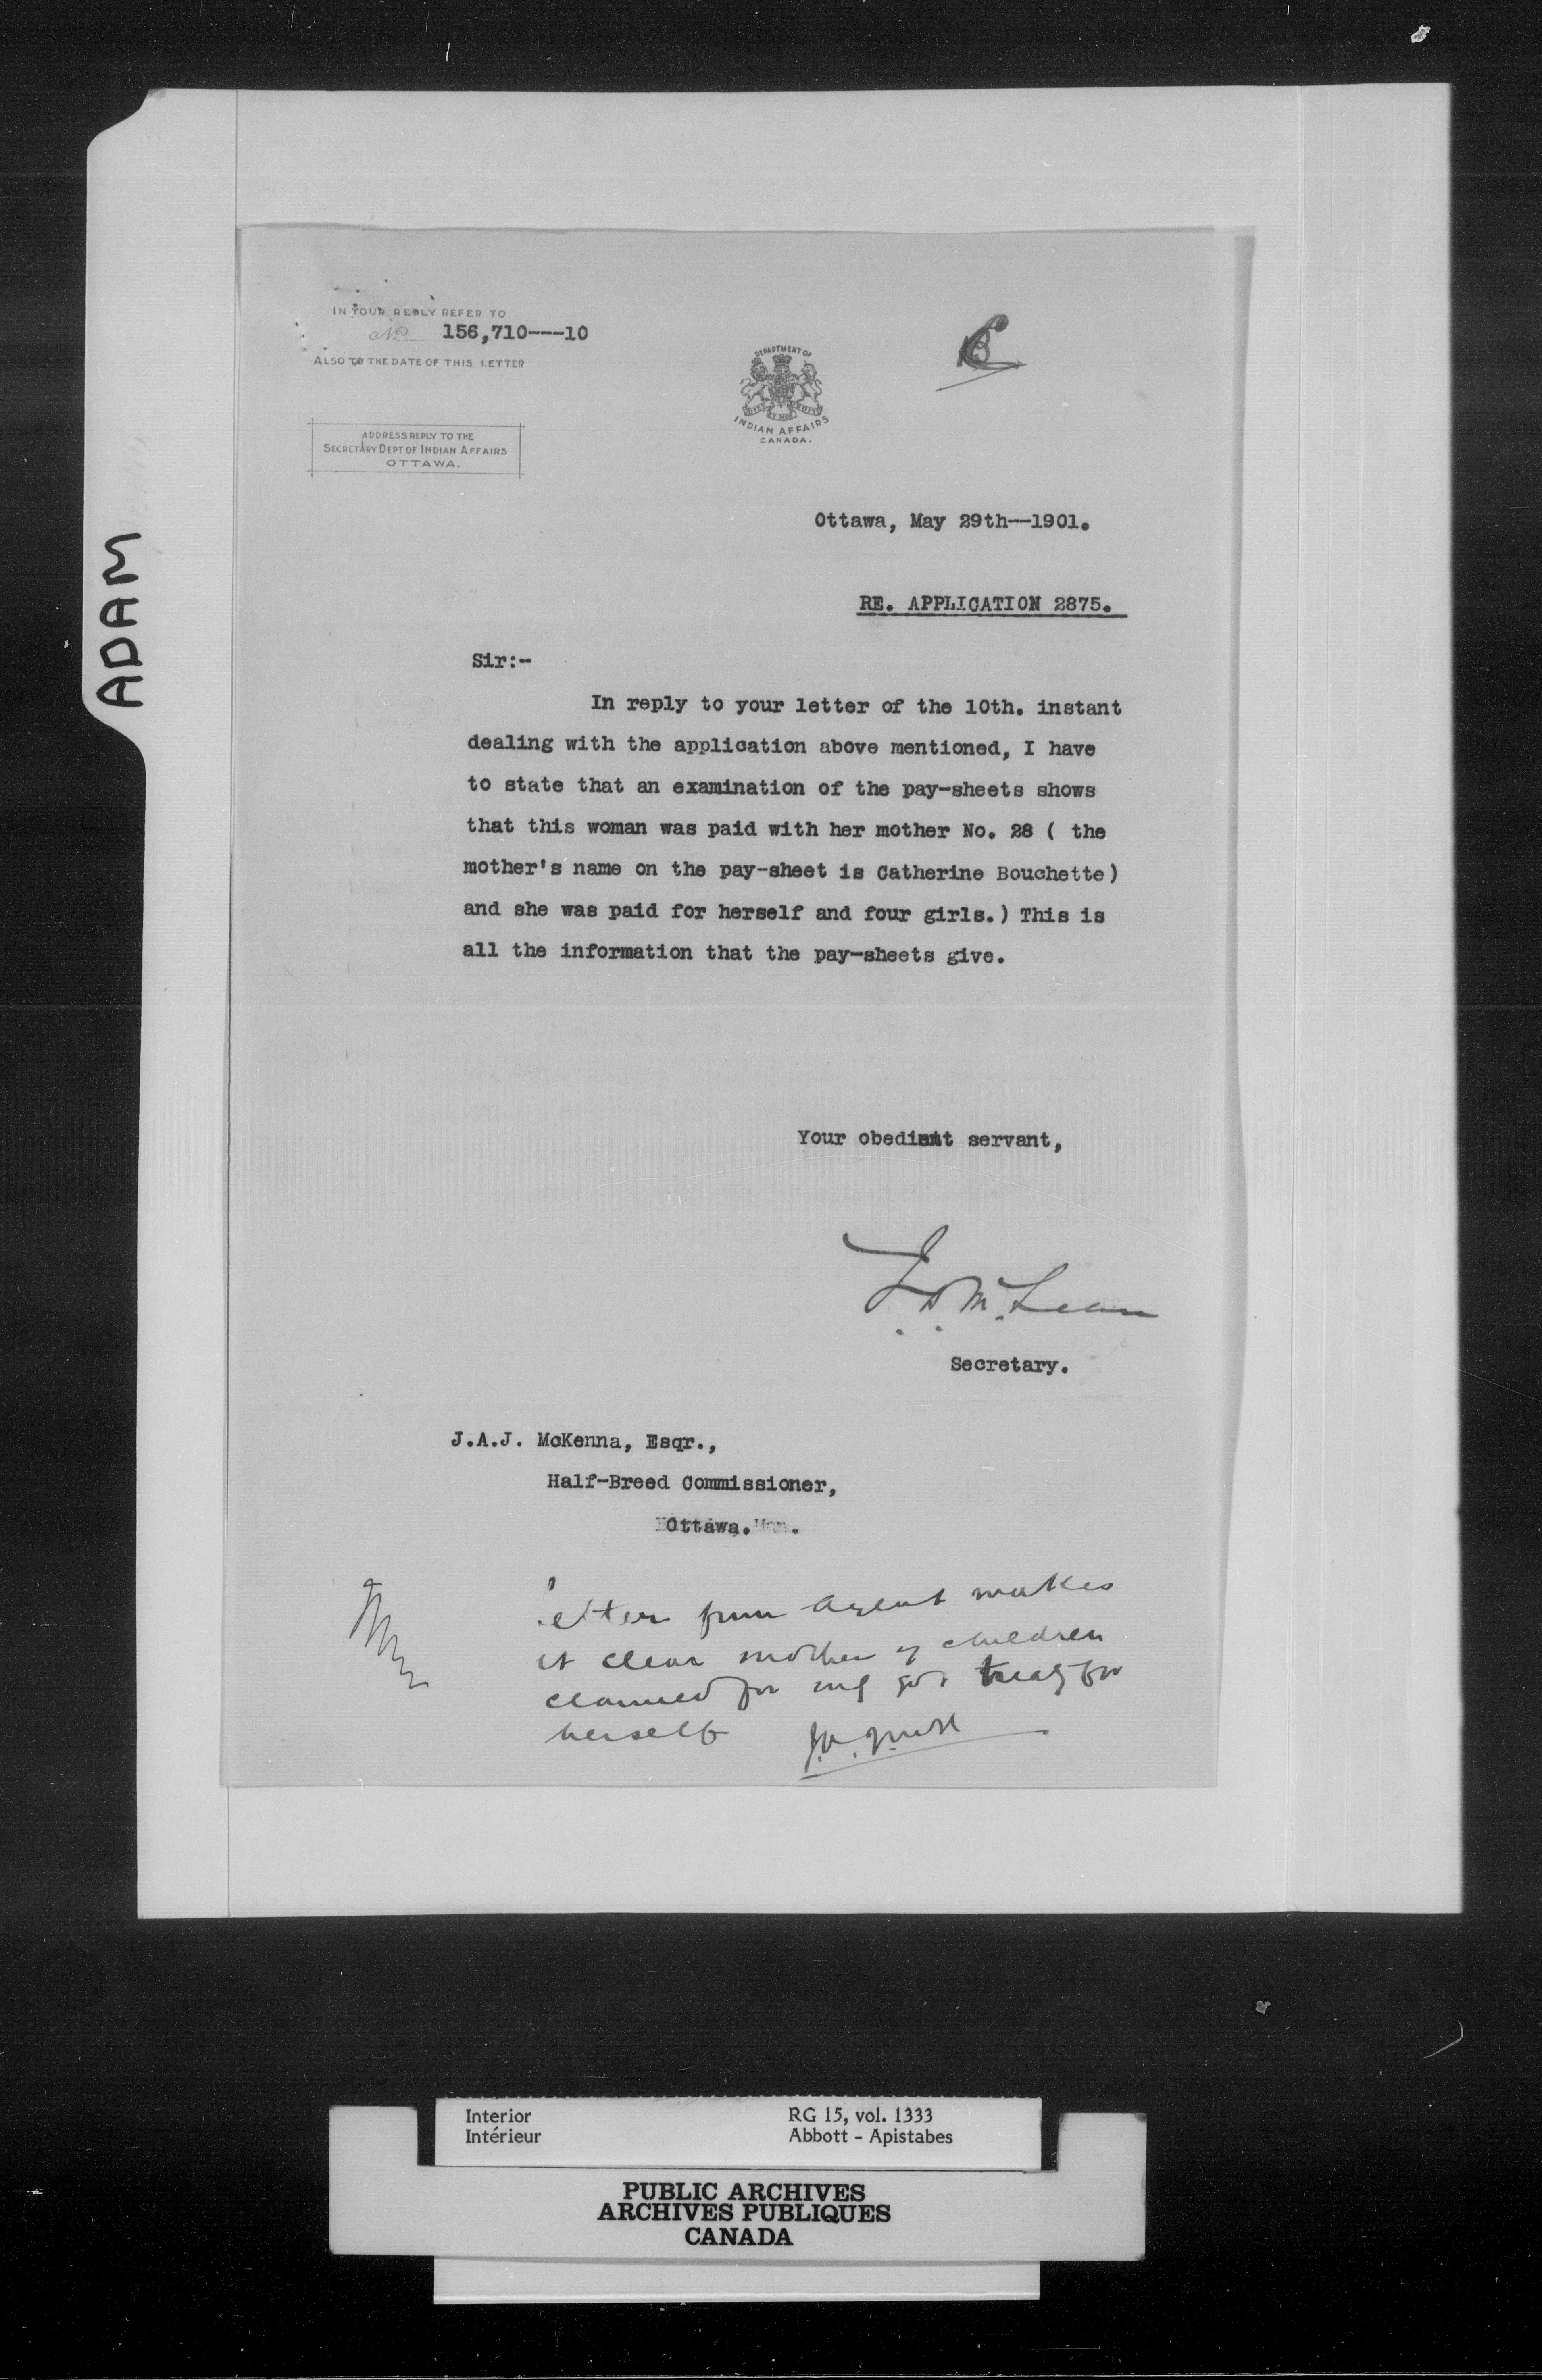 ADAM
IN YOUR REPLY REFER TO
No 156,710---10
ALSO TO THE DATE OF THIS LETTER
ADDRESS REPLY TO THE
SECRETARY DEPT OF INDIAN AFFAIRS
OTTAWA.
DEPARTMENT OF
INDIAN AFFAIRS
CANADA.
Ottawa, May 29th--1901.
RE. APPLICATION 2875.
Sir:-
In reply to your letter of the 10th. instant
dealing with the application above mentioned, I have
to state that an examination of the pay-sheets shows
that this woman was paid with her mother No. 28 ( the
mother's name on the pay-sheet is Catherine Bouchette)
and she was paid for herself and four girls.) This is
all the information that the pay-sheets give.
Your obedient servant,
J. D. McLean
Secretary.
J.A.J. McKenna, Esqr.,
Half-Breed Commissioner,
Ottawa.
letter from agent makes
it clear mother of children
claimed for only got treaty for
herself
Interior RG 15, vol. 1333
Intérieur Abbott - Apistabes
PUBLIC ARCHIVES
ARCHIVES PUBLIQUES
CANADA